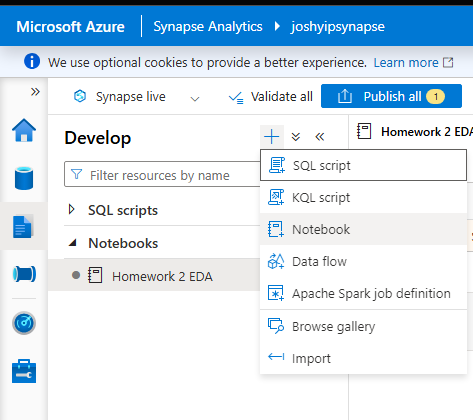 Microsoft Azure Synapse Analytics joshyipsynapse
We use optional cookies to provide a better experience. Learn more
Synapse live Validate all Publish all 1
Develop
Homework 2 EDA
Filter resources by name
SQL scripts
Notebooks
Homework 2 EDA
SQL script
KQL script
Notebook
Data flow
Apache Spark job definition
Browse gallery
Import